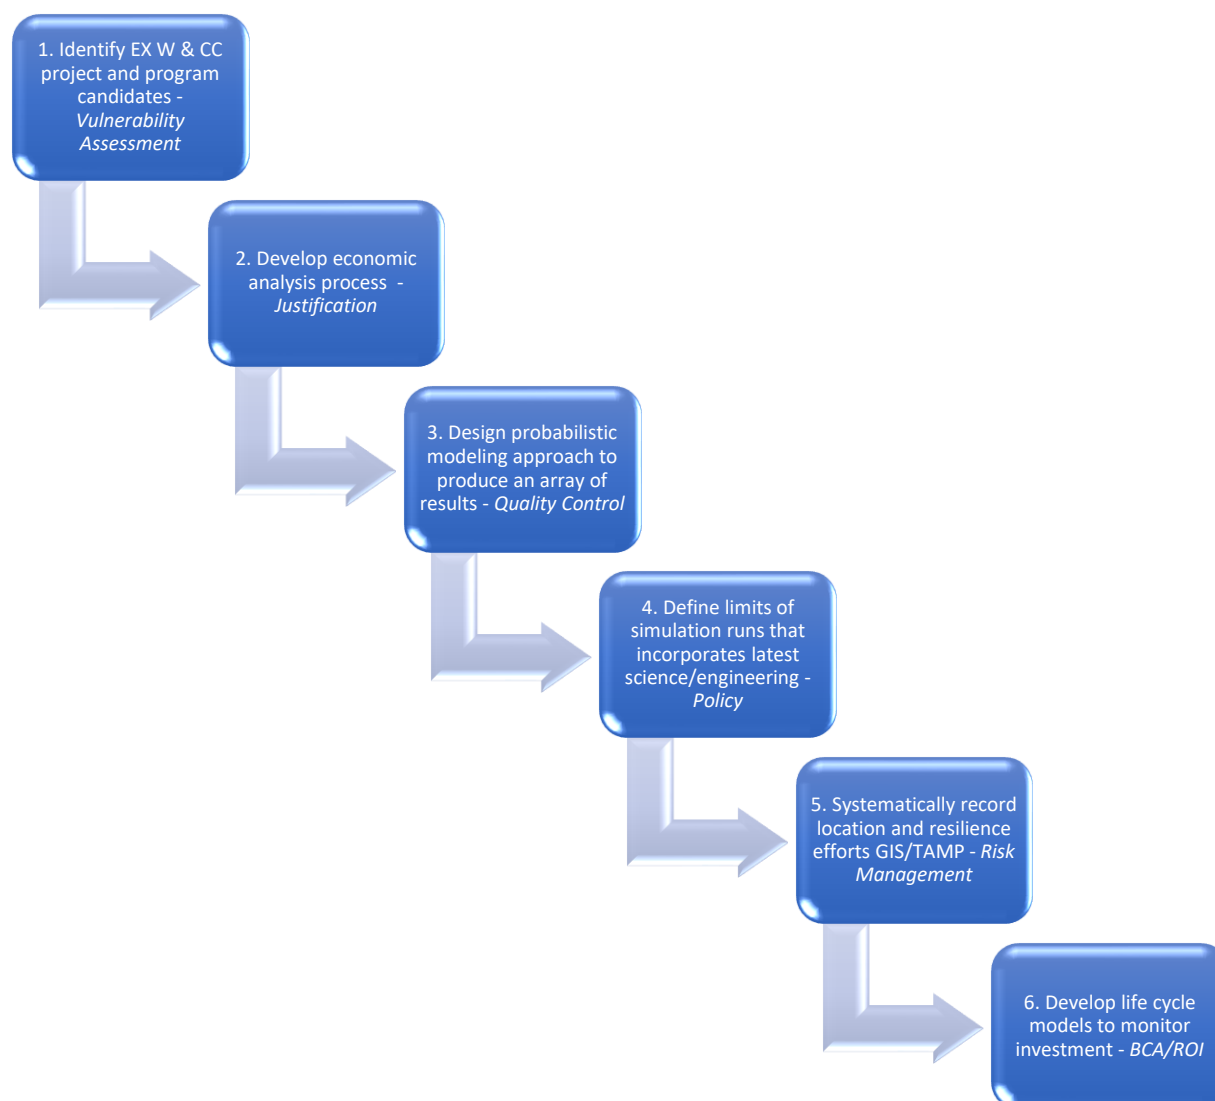 1. Identify EX W & CC
project and program
candidates -
Vulnerability
Assessment
2. Develop economic
analysis process  -
Justification
3. Design probabilistic
modeling approach to
produce an array of
results - Quality Control
4. Define limits of
simulation runs that
incorporates latest
science/engineering -
Policy
5. Systematically record
location and resilience
efforts GIS/TAMP - Risk
Management
6. Develop life cycle
models to monitor
investment - BCA/ROI